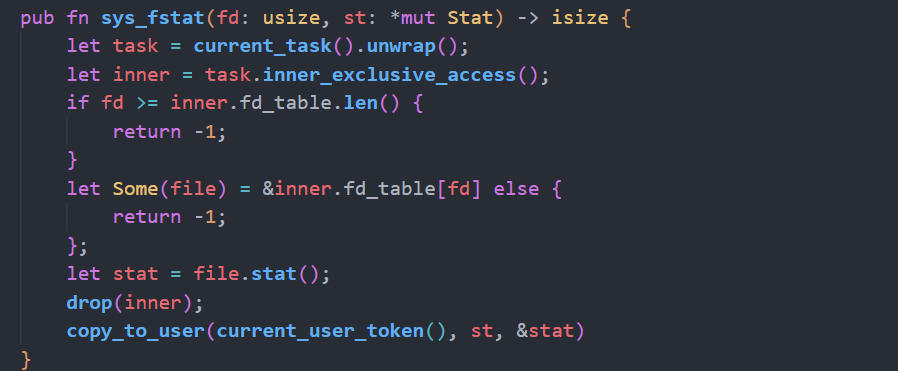 pub fn sys_fstat(fd: usize, st: *mut Stat) -> isize {
    let task = current_task().unwrap();
    let inner = task.inner_exclusive_access();
    if fd >= inner.fd_table.len() {
        return -1;
    }
    let Some(file) = &inner.fd_table[fd] else {
        return -1;
    };
    let stat = file.stat();
    drop(inner);
    copy_to_user(current_user_token(), st, &stat)
}